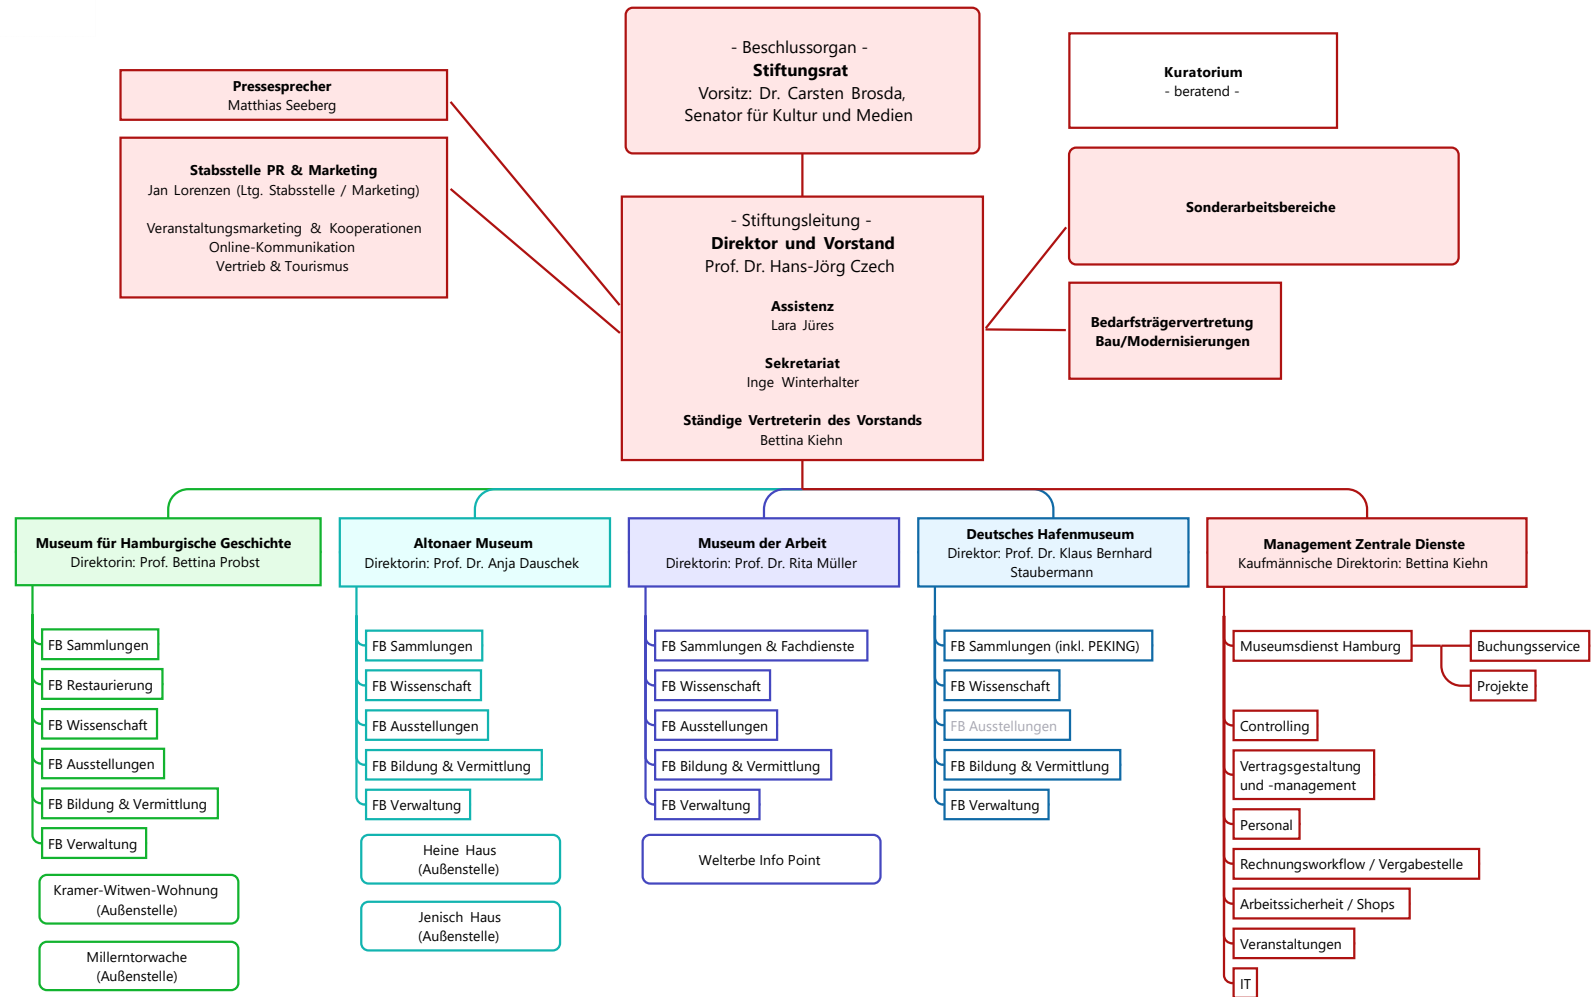 - Beschlussorgan -
Stiftungsrat
Vorsitz: Dr. Carsten Brosda,
Senator für Kultur und Medien
Kuratorium
- beratend -
Pressesprecher
Matthias Seeberg
Stabsstelle PR & Marketing
Jan Lorenzen (Ltg. Stabsstelle / Marketing)
Veranstaltungsmarketing & Kooperationen
Online-Kommunikation
Vertrieb & Tourismus
- Stiftungsleitung -
Direktor und Vorstand
Prof. Dr. Hans-Jörg Czech
Assistenz
Lara Jüres
Sekretariat
Inge Winterhalter
Ständige Vertreterin des Vorstands
Bettina Kiehn
Sonderarbeitsbereiche
Bedarfsträgervertretung
Bau/Modernisierungen
Museum für Hamburgische Geschichte
Direktorin: Prof. Bettina Probst
FB Sammlungen
FB Restaurierung
FB Wissenschaft
FB Ausstellungen
FB Bildung & Vermittlung
FB Verwaltung
Kramer-Witwen-Wohnung
(Außenstelle)
Millerntorwache
(Außenstelle)
Altonaer Museum
Direktorin: Prof. Dr. Anja Dauschek
FB Sammlungen
FB Wissenschaft
FB Ausstellungen
FB Bildung & Vermittlung
FB Verwaltung
Heine Haus
(Außenstelle)
Jenisch Haus
(Außenstelle)
Museum der Arbeit
Direktorin: Prof. Dr. Rita Müller
FB Sammlungen & Fachdienste
FB Wissenschaft
FB Ausstellungen
FB Bildung & Vermittlung
FB Verwaltung
Welterbe Info Point
Deutsches Hafenmuseum
Direktor: Prof. Dr. Klaus Bernhard
Staubermann
FB Sammlungen (inkl. PEKING)
FB Wissenschaft
FB Ausstellungen
FB Bildung & Vermittlung
FB Verwaltung
Management Zentrale Dienste
Kaufmännische Direktorin: Bettina Kiehn
Museumsdienst Hamburg
Buchungsservice
Projekte
Controlling
Vertragsgestaltung
und -management
Personal
Rechnungsworkflow / Vergabestelle
Arbeitssicherheit / Shops
Veranstaltungen
IT